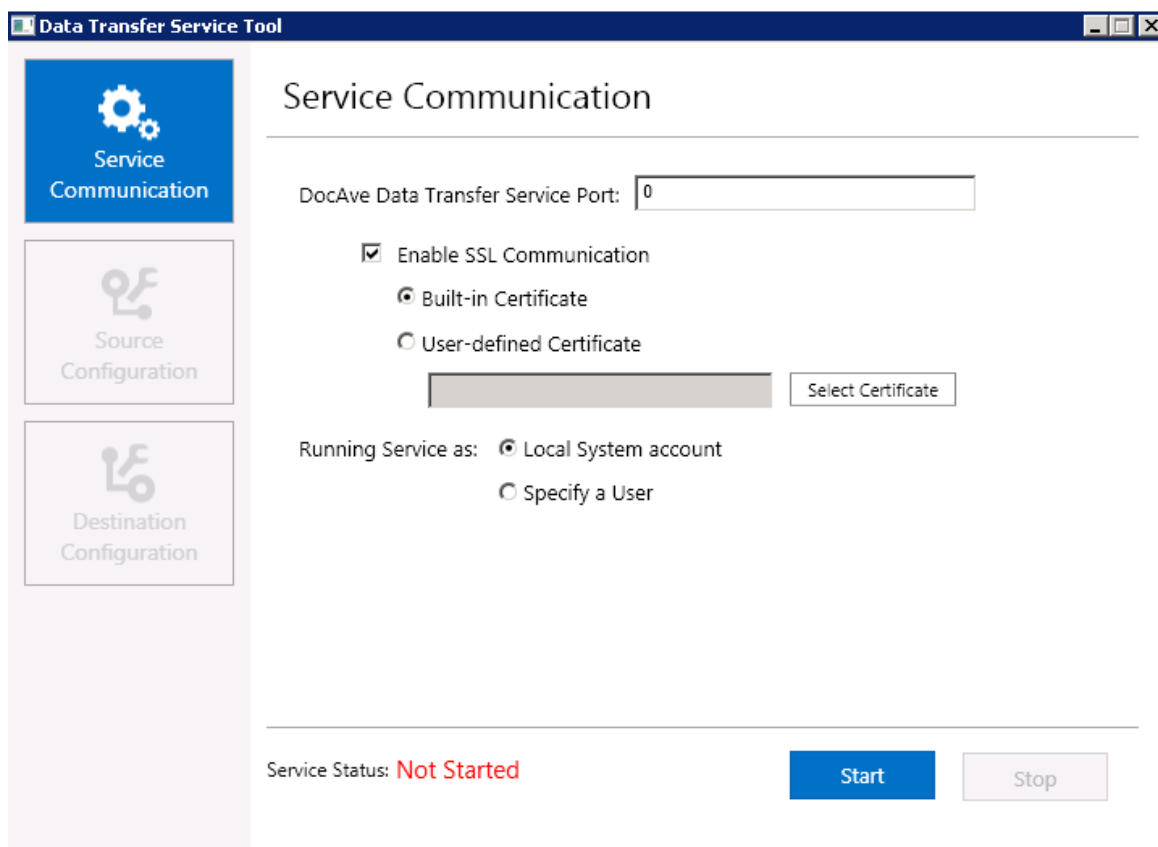 Data Transfer Service Tool
Service
Communication
Source
Configuration
Destination
Configuration
Service Communication
DocAve Data Transfer Service Port: 0
Enable SSL Communication
Built-in Certificate
User-defined Certificate
Select Certificate
Running Service as: Local System account
Specify a User
Service Status: Not Started
Start
Stop